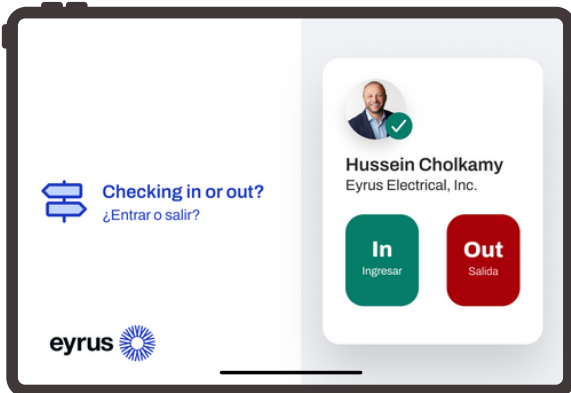 Checking in or out?
¿Entrar o salir?
eyrus
Hussein Cholkamy
Eyrus Electrical, Inc.
In
Ingresar
Out
Salida